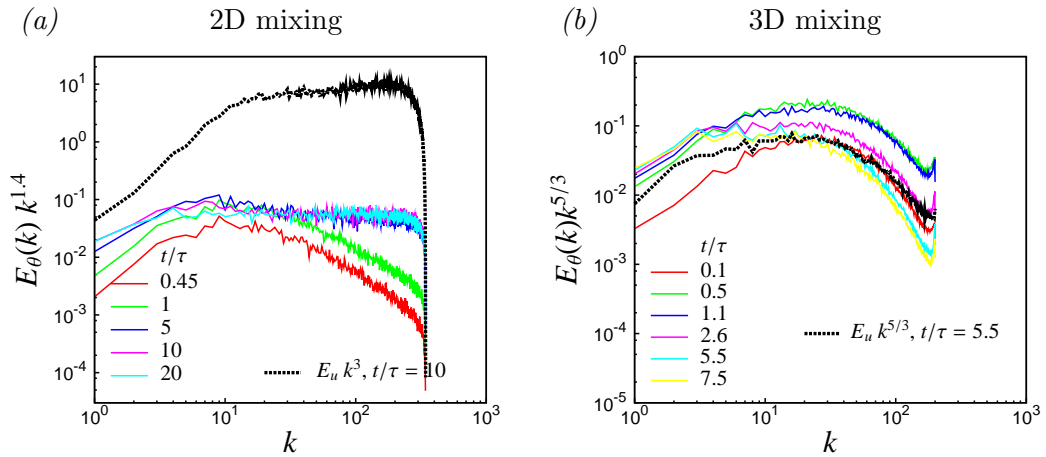 (a) 2D mixing
E_θ(k) k^1.4
10^1
10^0
10^-1
10^-2
10^-3
10^-4
t/τ
0.45
1
5
10
20
E_u k^3, t/τ = 10
10^0 10^1 10^2 10^3
k
(b) 3D mixing
E_θ(k)k^5/3
10^0
10^-1
10^-2
10^-3
10^-4
10^-5
t/τ
0.1
0.5
1.1
2.6
5.5
7.5
E_u k^5/3, t/τ = 5.5
10^0 10^1 10^2 10^3
k